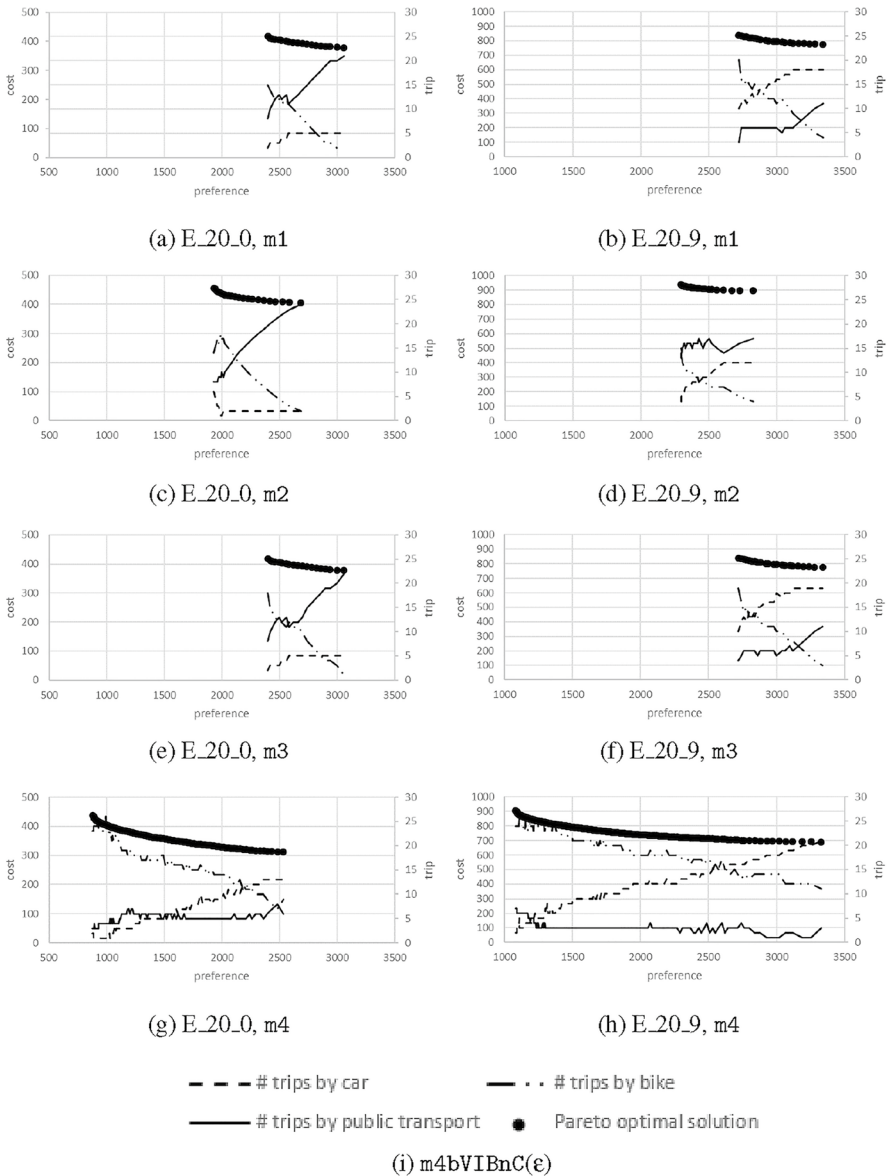 500
400
300
200
100
0
cost
30
25
20
15
10
5
0
trip
500 1000 1500 2000 2500 3000 3500
preference
(a) E_20_0, m1
1000
900
800
700
600
500
400
300
200
100
0
cost
30
25
20
15
10
5
0
trip
1000 1500 2000 2500 3000 3500
preference
(b) E_20_9, m1
500
400
300
200
100
0
cost
30
25
20
15
10
5
0
trip
500 1000 1500 2000 2500 3000 3500
preference
(c) E_20_0, m2
1000
900
800
700
600
500
400
300
200
100
0
cost
30
25
20
15
10
5
0
trip
1000 1500 2000 2500 3000 3500
preference
(d) E_20_9, m2
500
400
300
200
100
0
cost
30
25
20
15
10
5
0
trip
500 1000 1500 2000 2500 3000 3500
preference
(e) E_20_0, m3
1000
900
800
700
600
500
400
300
200
100
0
cost
30
25
20
15
10
5
0
trip
1000 1500 2000 2500 3000 3500
preference
(f) E_20_9, m3
500
400
300
200
100
0
cost
30
25
20
15
10
5
0
trip
500 1000 1500 2000 2500 3000 3500
preference
(g) E_20_0, m4
1000
900
800
700
600
500
400
300
200
100
0
cost
30
25
20
15
10
5
0
trip
1000 1500 2000 2500 3000 3500
preference
(h) E_20_9, m4
# trips by car
# trips by bike
# trips by public transport
Pareto optimal solution
(i) m4bVIBnC(ε)